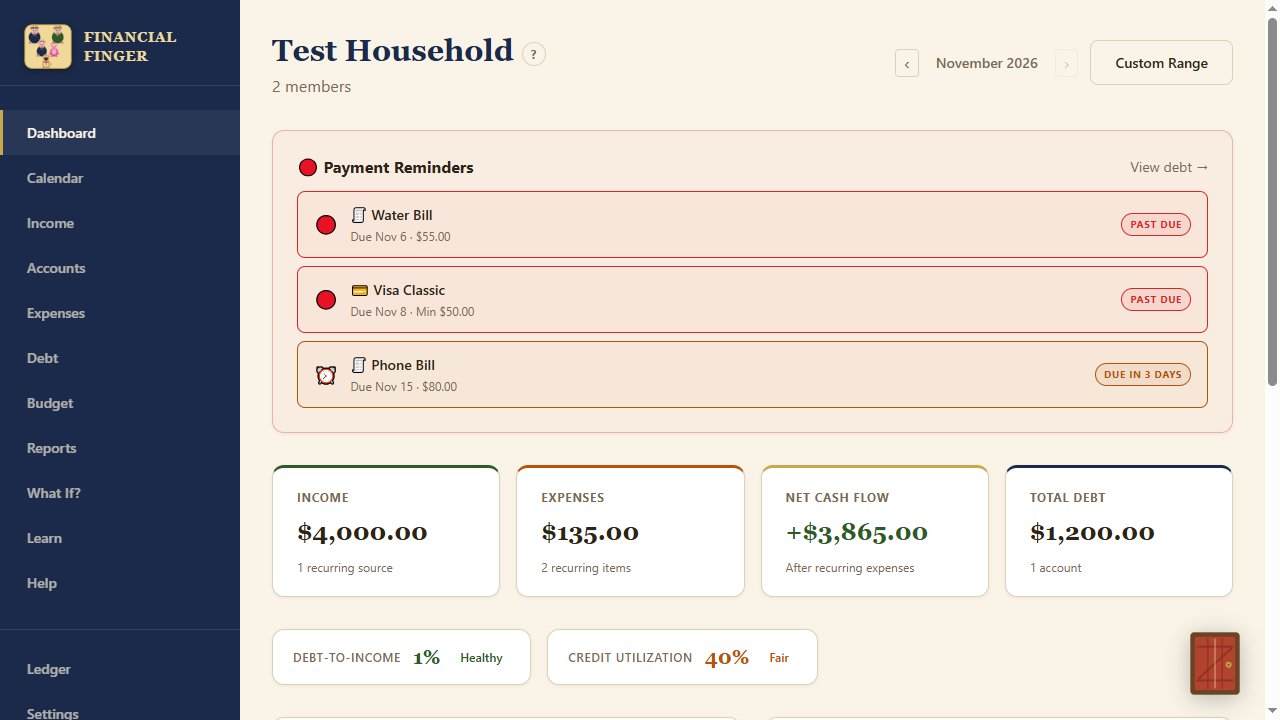 FINANCIAL
FINGER
Dashboard
Calendar
Income
Accounts
Expenses
Debt
Budget
Reports
What If?
Learn
Help
Ledger
Settings
Test Household ?
2 members
‹ November 2026 › Custom Range
Payment Reminders View debt →
Water Bill
Due Nov 6 · $55.00
PAST DUE
Visa Classic
Due Nov 8 · Min $50.00
PAST DUE
Phone Bill
Due Nov 15 · $80.00
DUE IN 3 DAYS
INCOME
$4,000.00
1 recurring source
EXPENSES
$135.00
2 recurring items
NET CASH FLOW
+$3,865.00
After recurring expenses
TOTAL DEBT
$1,200.00
1 account
DEBT-TO-INCOME 1% Healthy
CREDIT UTILIZATION 40% Fair